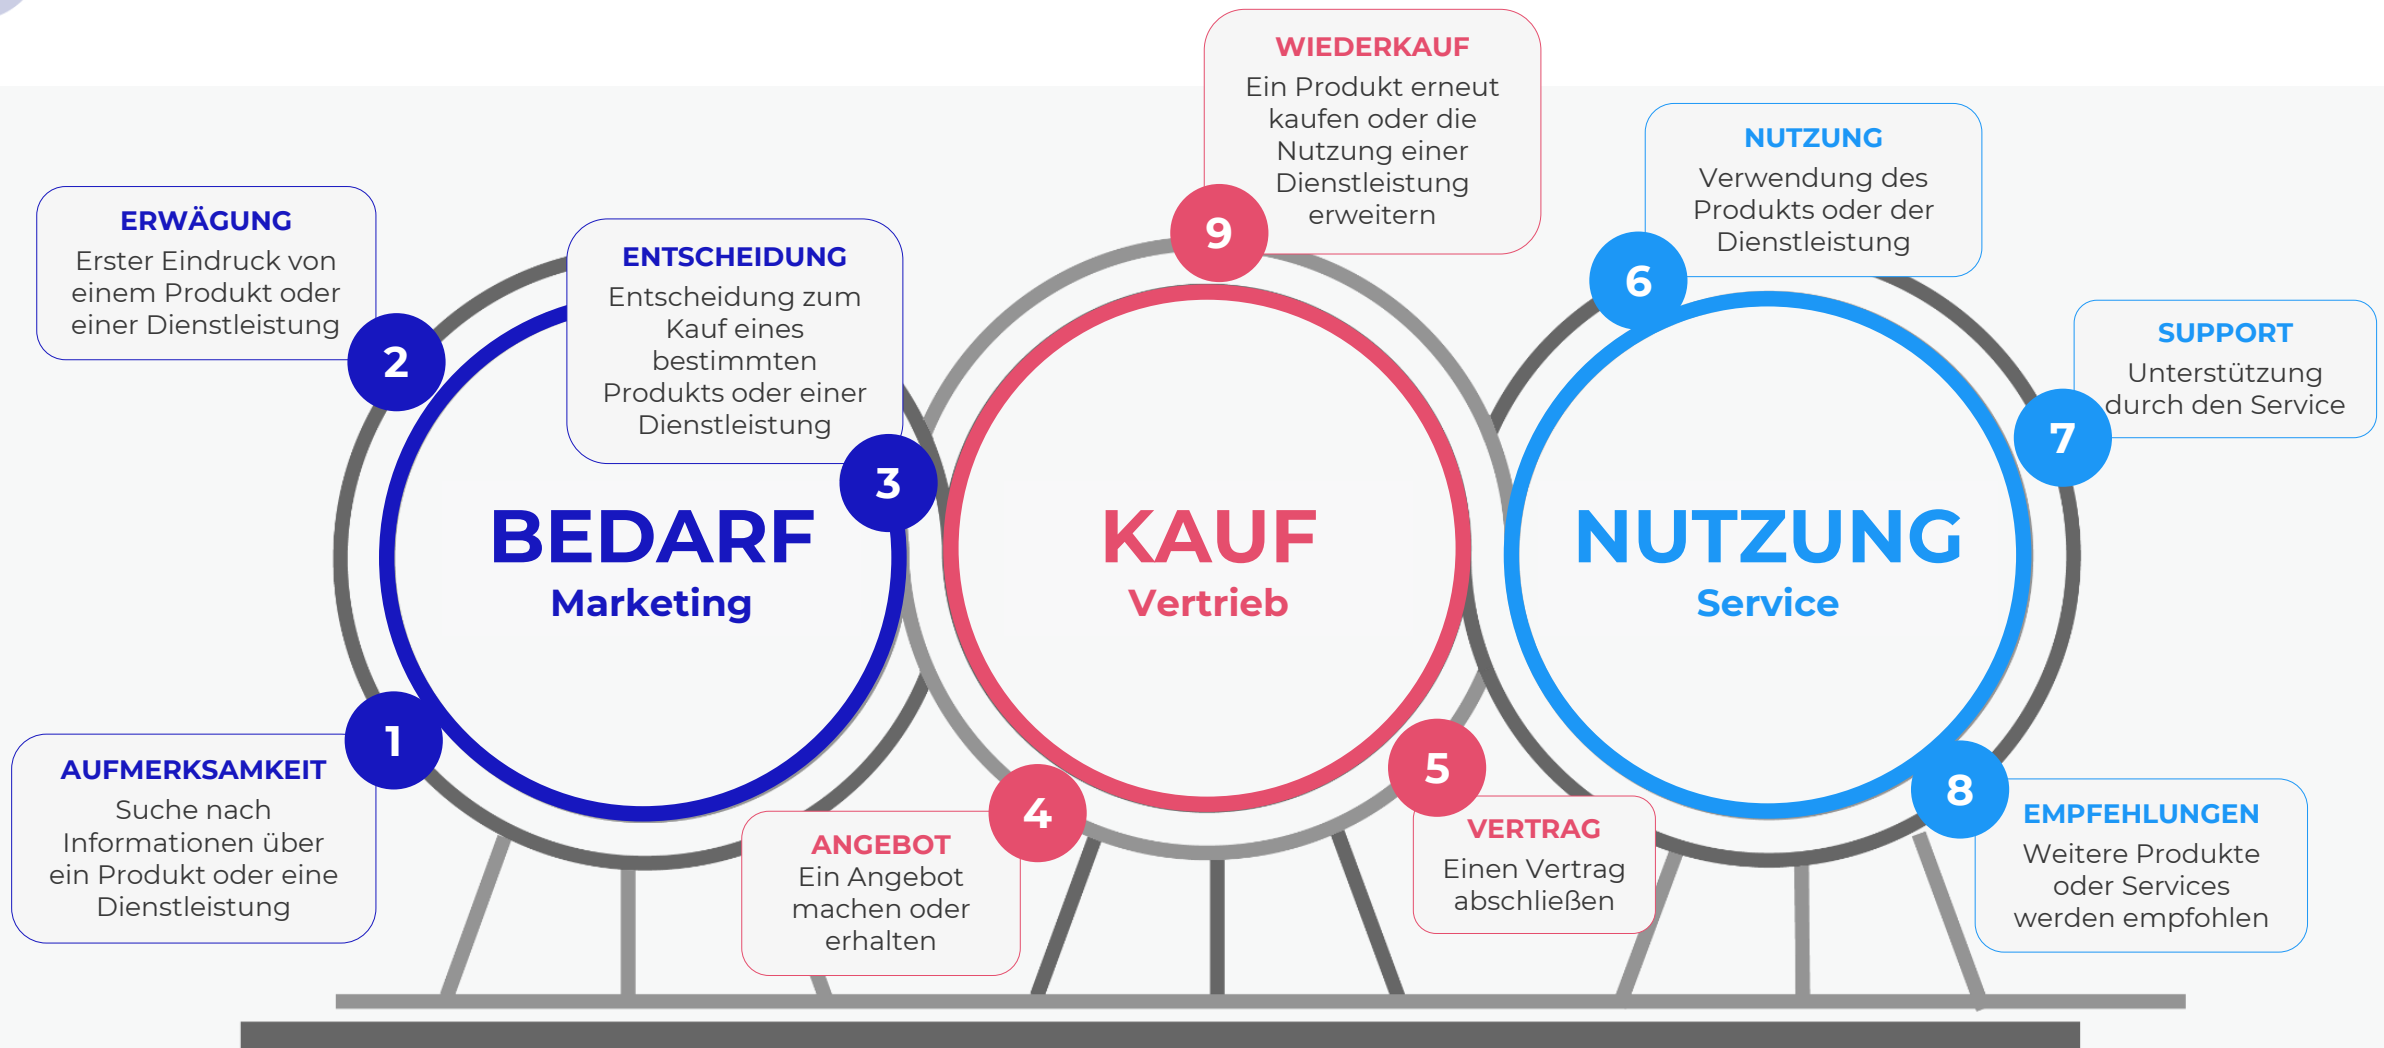 BEDARF
Marketing
1
AUFMERKSAMKEIT
Suche nach
Informationen über
ein Produkt oder eine
Dienstleistung
2
ERWÄGUNG
Erster Eindruck von
einem Produkt oder
einer Dienstleistung
3
ENTSCHEIDUNG
Entscheidung zum
Kauf eines
bestimmten
Produkts oder einer
Dienstleistung
KAUF
Vertrieb
4
ANGEBOT
Ein Angebot
machen oder
erhalten
5
VERTRAG
Einen Vertrag
abschließen
NUTZUNG
Service
6
NUTZUNG
Verwendung des
Produkts oder der
Dienstleistung
7
SUPPORT
Unterstützung
durch den Service
8
EMPFEHLUNGEN
Weitere Produkte
oder Services
werden empfohlen
9
WIEDERKAUF
Ein Produkt erneut
kaufen oder die
Nutzung einer
Dienstleistung
erweitern